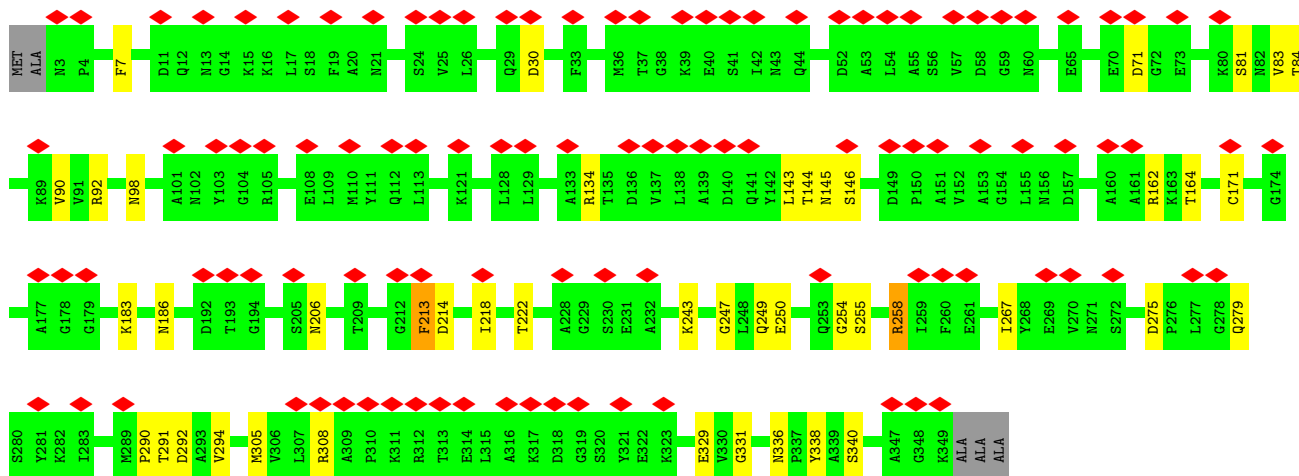 MET ALA N3 P4 F7 D11 Q12 N13 G14 K15 K16 L17 S18 F19 A20 N21 S24 V25 L26 Q29 D30 F33 M36 T37 G38 K39 E40 S41 I42 N43 Q44 D52 A53 L54 A55 S56 V57 D58 G59 N60 E65 E70 D71 G72 E73 K80 S81 N82 V83 T84
K89 V90 V91 R92 N98 A101 N102 Y103 G104 R105 E108 L109 M110 Y111 Q112 L113 K121 L128 L129 A133 R134 T135 D136 V137 L138 A139 D140 Q141 Y142 L143 T144 N145 S146 D149 P150 A151 V152 A153 G154 L155 N156 D157 A160 A161 R162 K163 T164 C171 G174
A177 G178 G179 K183 N186 D192 T193 G194 S205 N206 T209 G212 F213 D214 I218 T222 A228 G229 S230 E231 A232 K243 G247 L248 Q249 E250 Q253 G254 S255 R258 I259 F260 E261 I267 Y268 E269 V270 N271 S272 D275 P276 L277 G278 Q279
S280 Y281 K282 I283 M289 P290 T291 D292 A293 V294 M305 V306 L307 R308 A309 P310 K311 R312 T313 E314 L315 A316 K317 D318 G319 S320 Y321 E322 K323 E329 V330 G331 N336 P337 Y338 A339 S340 A347 G348 K349 ALA ALA ALA